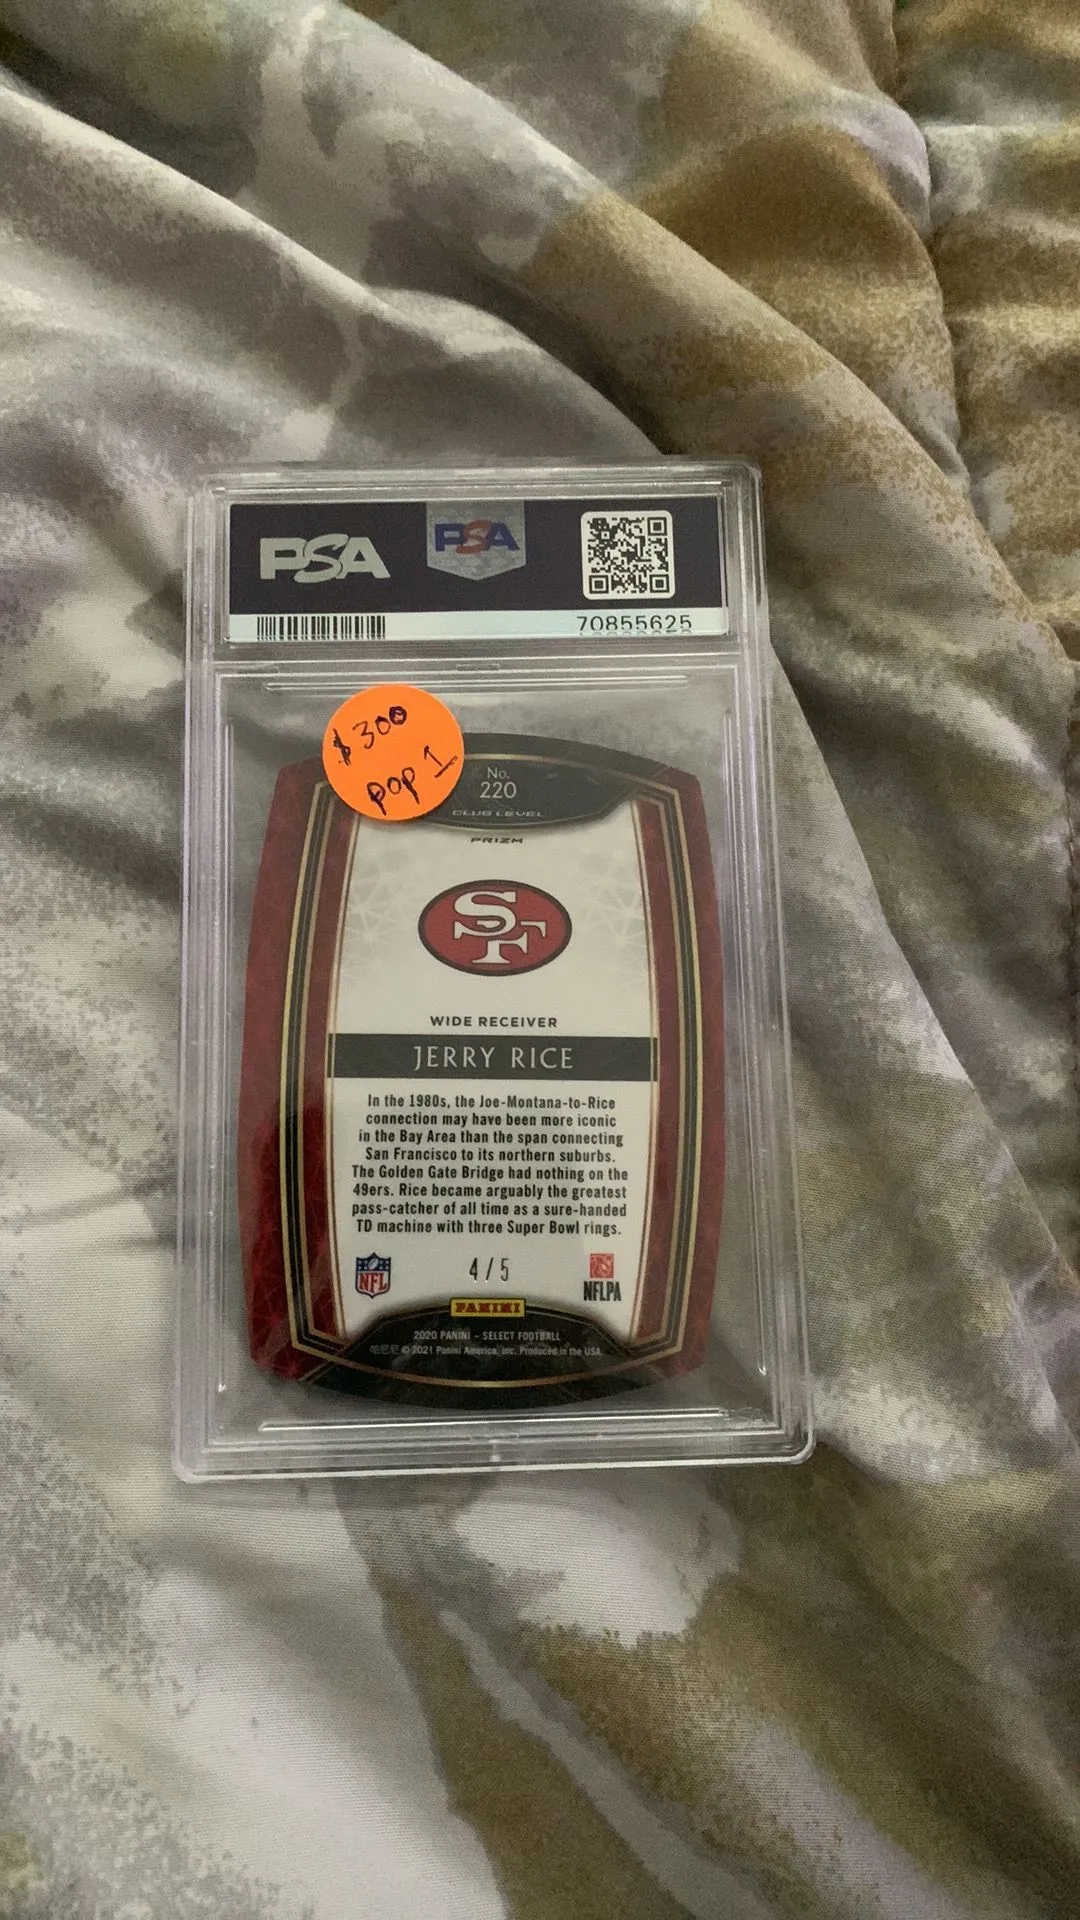 PSA
PSA
70855625
$300
pop 1
No.
220
CLUB LEVEL
PRIZM
SF
WIDE RECEIVER
JERRY RICE
In the 1980s, the Joe-Montana-to-Rice
connection may have been more iconic
in the Bay Area than the span connecting
San Francisco to its northern suburbs.
The Golden Gate Bridge had nothing on the
49ers. Rice became arguably the greatest
pass-catcher of all time as a sure-handed
TD machine with three Super Bowl rings.
NFL
4/5
NFLPA
PANINI
2020 PANINI – SELECT FOOTBALL
帕尼尼 © 2021 Panini America, Inc. Produced in the USA